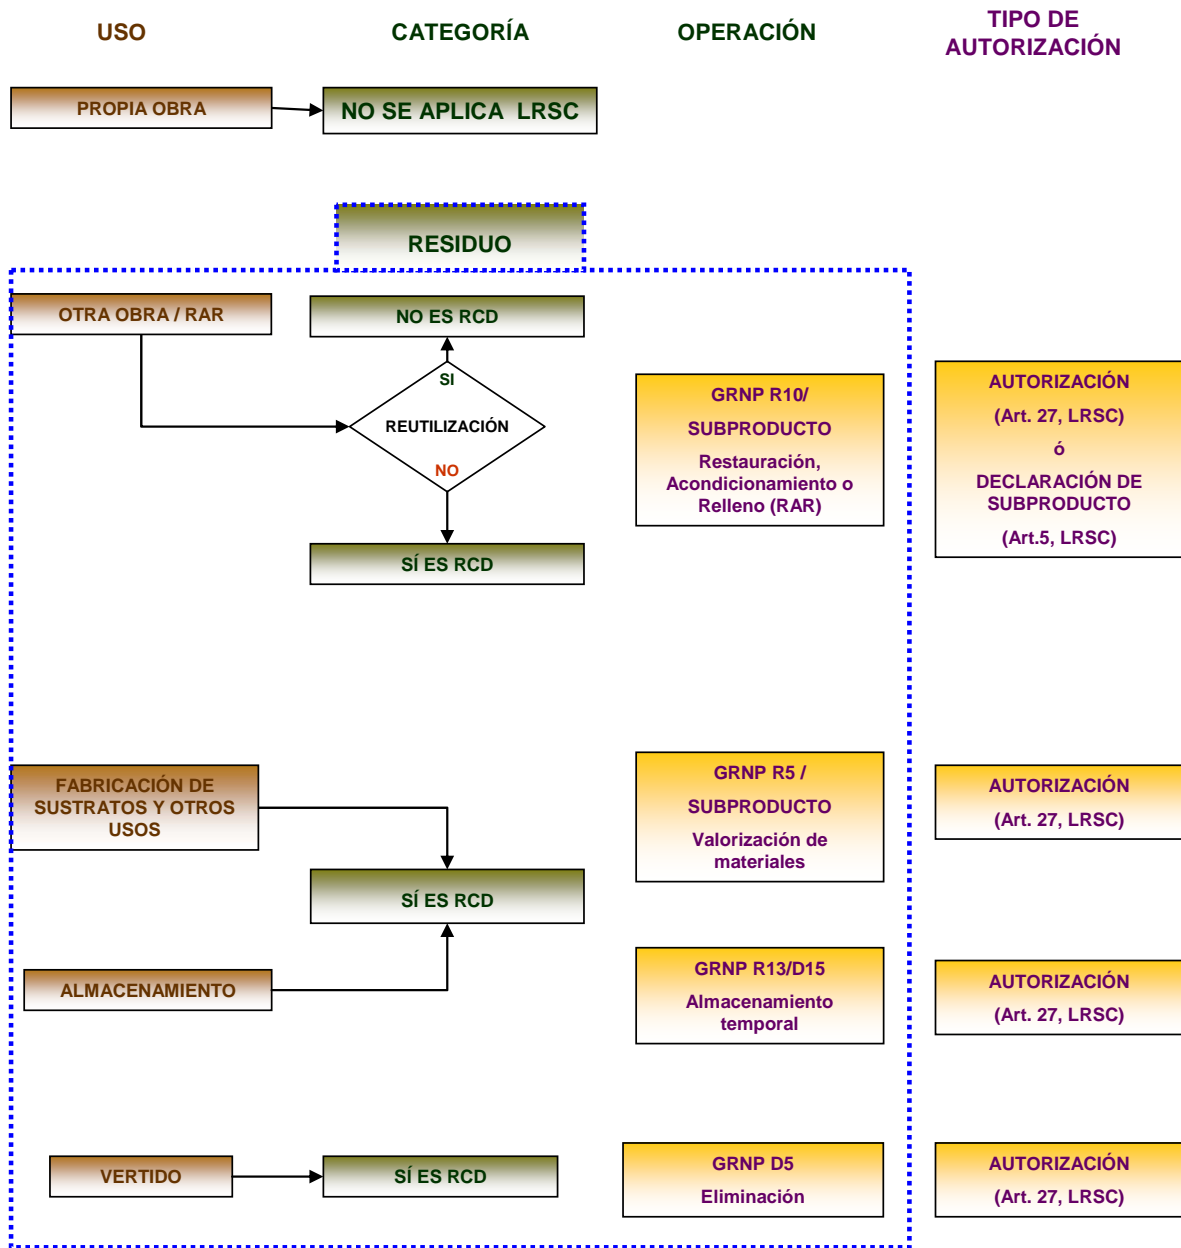 USO
CATEGORÍA
OPERACIÓN
TIPO DE
AUTORIZACIÓN
PROPIA OBRA
NO SE APLICA LRSC
RESIDUO
OTRA OBRA / RAR
NO ES RCD
SI
REUTILIZACIÓN
NO
SÍ ES RCD
GRNP R10/
SUBPRODUCTO
Restauración,
Acondicionamiento o
Relleno (RAR)
AUTORIZACIÓN
(Art. 27, LRSC)
ó
DECLARACIÓN DE
SUBPRODUCTO
(Art.5, LRSC)
FABRICACIÓN DE
SUSTRATOS Y OTROS
USOS
SÍ ES RCD
GRNP R5 /
SUBPRODUCTO
Valorización de
materiales
AUTORIZACIÓN
(Art. 27, LRSC)
ALMACENAMIENTO
GRNP R13/D15
Almacenamiento
temporal
AUTORIZACIÓN
(Art. 27, LRSC)
VERTIDO
SÍ ES RCD
GRNP D5
Eliminación
AUTORIZACIÓN
(Art. 27, LRSC)